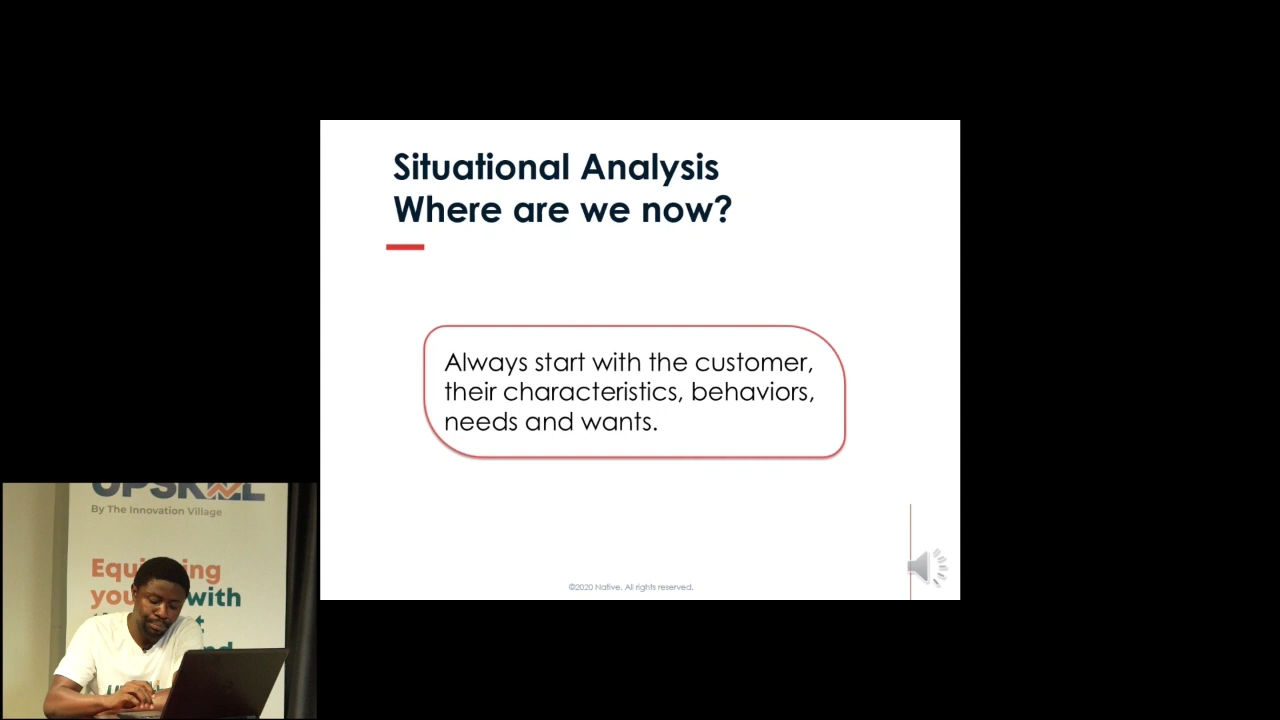 Situational Analysis
Where are we now?
Always start with the customer,
their characteristics, behaviors,
needs and wants.
©2020 Native. All rights reserved.
By The Innovation Village
with